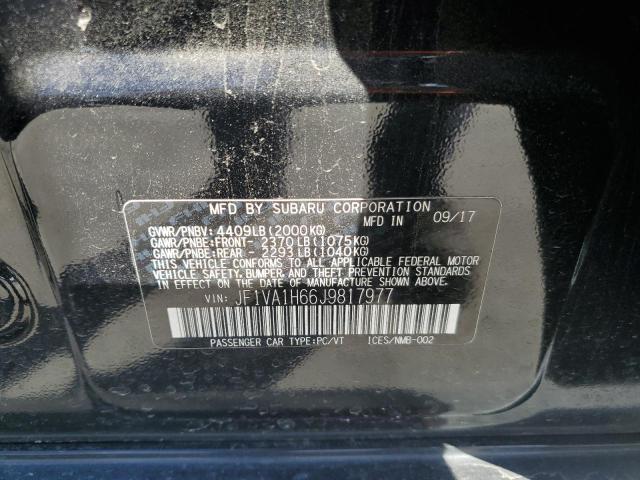 MFD BY SUBARU CORPORATION
MFD IN 09/17
GVWR/PNBV: 4409LB(2000KG)
GAWR/PNBE:FRONT- 2370LB(1075KG)
GAWR/PNBE:REAR - 2293LB(1040KG)
THIS VEHICLE CONFORMS TO ALL APPLICABLE FEDERAL MOTOR
VEHICLE SAFETY, BUMPER,AND THEFT PREVENTION STANDARDS
IN EFFECT ON THE DATE OF MANUFACTURE SHOWN ABOVE.
VIN: JF1VA1H66J9817977
PASSENGER CAR TYPE:PC/VT ICES/NMB-002